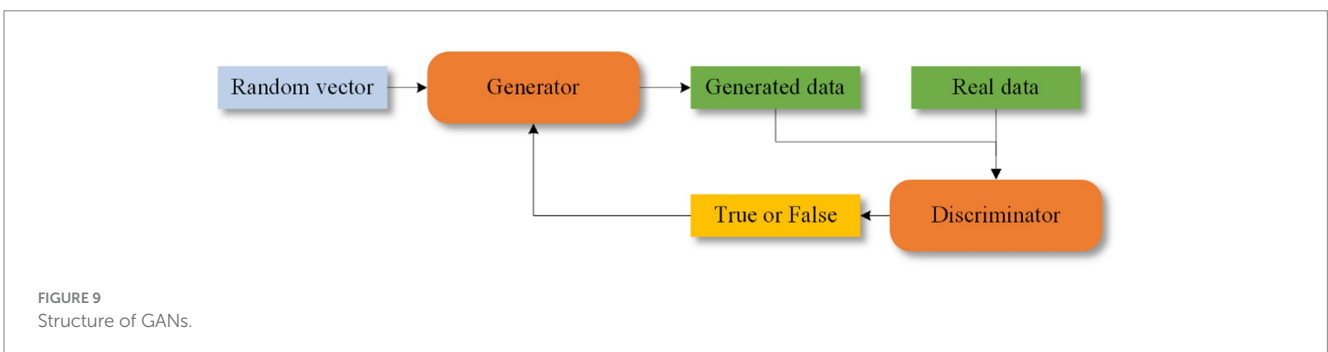 Random vector
Generator
Generated data
Real data
True or False
Discriminator
FIGURE 9
Structure of GANs.